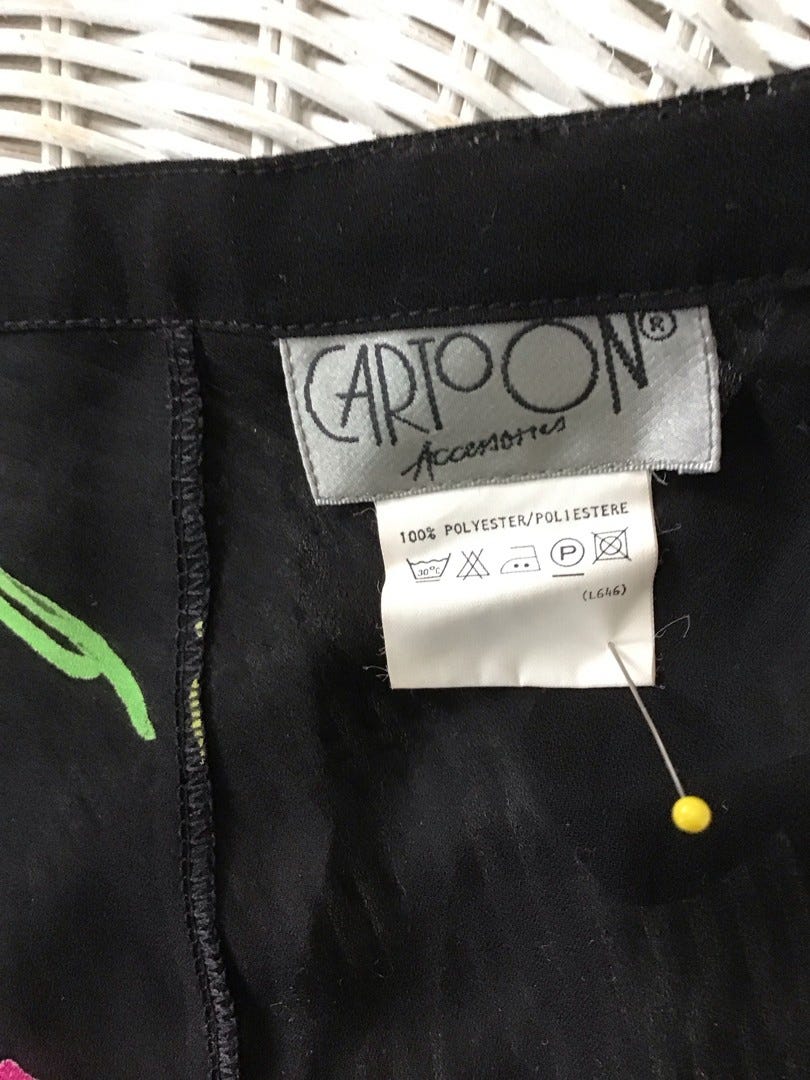 CARTOON®
Accessories
100% POLYESTER/POLIESTERE
30°C P
(L646)